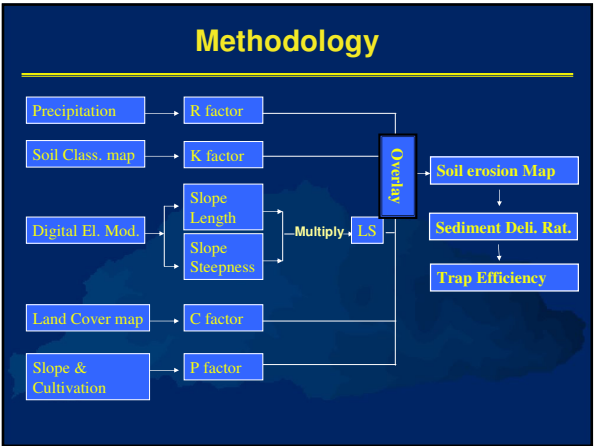 Methodology
Precipitation
R factor
Soil Class. map
K factor
Digital El. Mod.
Slope
Length
Slope
Steepness
Multiply
LS
Land Cover map
C factor
Slope &
Cultivation
P factor
Overlay
Soil erosion Map
Sediment Deli. Rat.
Trap Efficiency